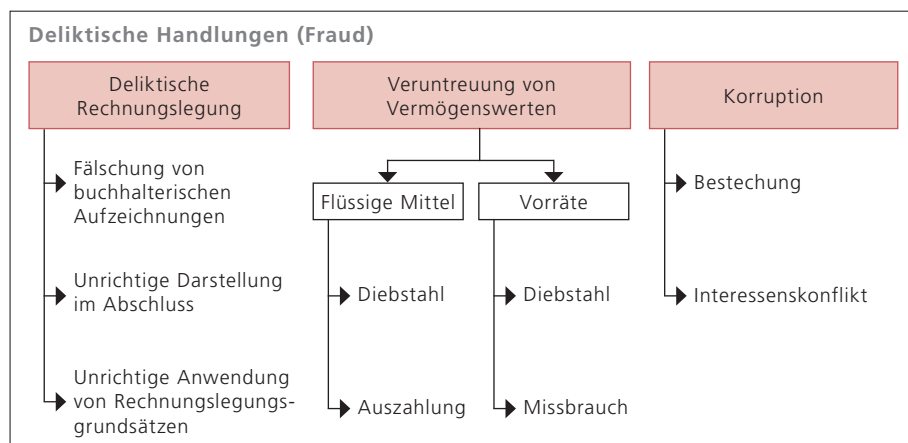 Deliktische Handlungen (Fraud)
Deliktische
Rechnungslegung
Fälschung von
buchhalterischen
Aufzeichnungen
Unrichtige Darstellung
im Abschluss
Unrichtige Anwendung
von Rechnungslegungs-
grundsätzen
Veruntreuung von
Vermögenswerten
Flüssige Mittel
Diebstahl
Auszahlung
Vorräte
Diebstahl
Missbrauch
Korruption
Bestechung
Interessenskonflikt